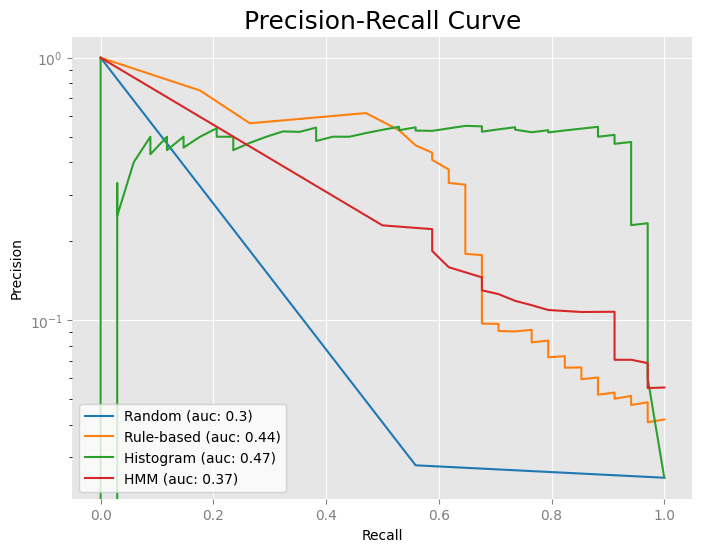 Precision-Recall Curve
10⁰
10⁻¹
Precision
Random (auc: 0.3)
Rule-based (auc: 0.44)
Histogram (auc: 0.47)
HMM (auc: 0.37)
0.0 0.2 0.4 0.6 0.8 1.0
Recall